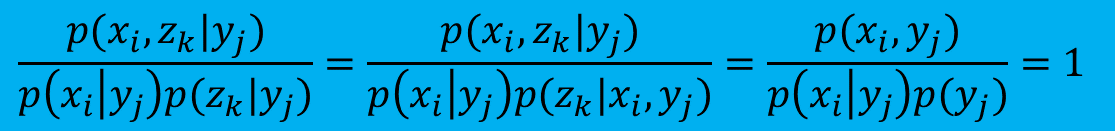 p(x_i, z_k|y_j) / p(x_i|y_j)p(z_k|y_j) = p(x_i, z_k|y_j) / p(x_i|y_j)p(z_k|x_i, y_j) = p(x_i, y_j) / p(x_i|y_j)p(y_j) = 1